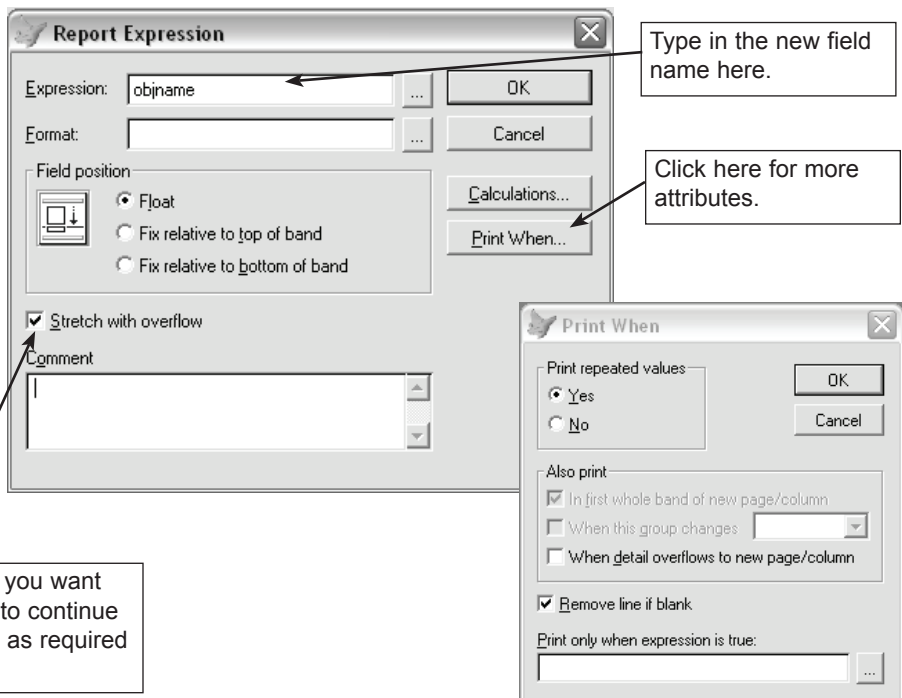 Report Expression
Type in the new field
name here.
Expression:
objname
...
OK
Format:
...
Cancel
Field position
Float
Fix relative to top of band
Fix relative to bottom of band
Calculations...
Print When...
Click here for more
attributes.
Stretch with overflow
Comment
Print When
Print repeated values
Yes
No
OK
Cancel
Also print
In first whole band of new page/column
When this group changes
When detail overflows to new page/column
Remove line if blank
Print only when expression is true:
...
you want
to continue
as required